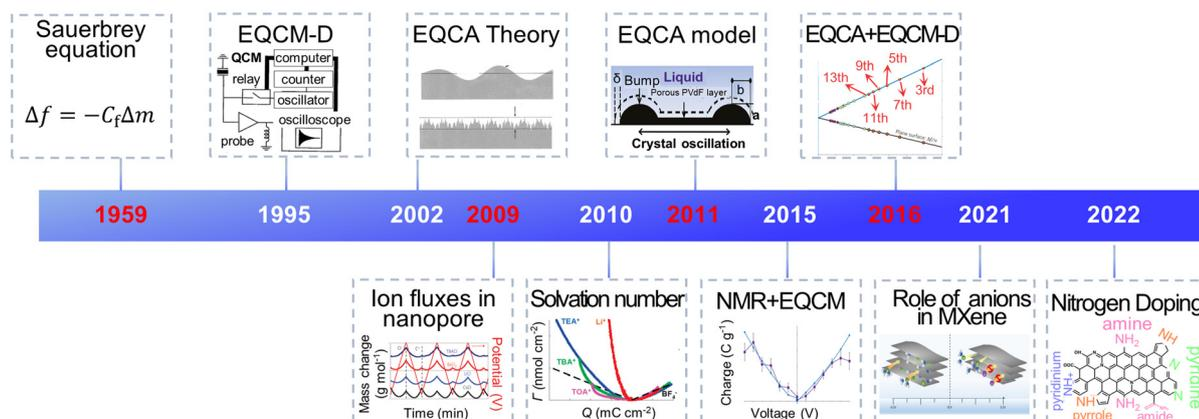 Sauerbrey
equation
Δf = −CfΔm
EQCM-D
QCM
computer
relay
counter
oscillator
oscilloscope
probe
EQCA Theory
EQCA model
δ
Bump
Liquid
Porous PVdF layer
b
a
Crystal oscillation
EQCA+EQCM-D
13th
9th
5th
3rd
7th
11th
1959
1995
2002
2009
2010
2011
2015
2016
2021
2022
Ion fluxes in
nanopore
Mass change
(g mol⁻¹)
Potential (V)
Time (min)
Solvation number
TEA⁺
Li⁺
TBA⁺
TOA⁺
BF₄⁻
Γ (nmol cm⁻²)
Q (mC cm⁻²)
NMR+EQCM
Charge (C g⁻¹)
Voltage (V)
Role of anions
in MXene
Nitrogen Doping
amine
NH₂
NH
N
N
pyridinium
NH+
pyridine
NH
NH₂
pyrrole
amide